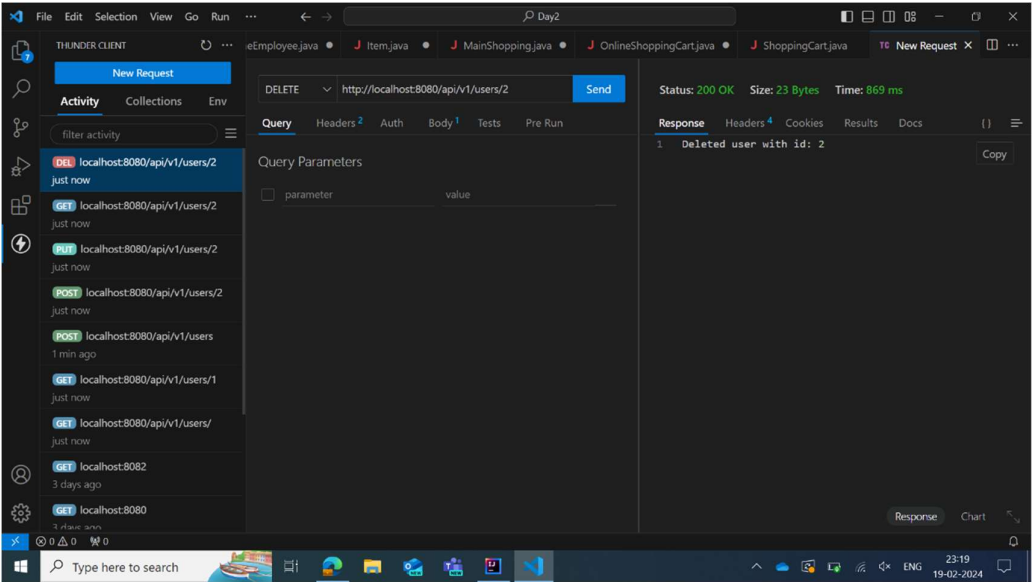 File Edit Selection View Go Run ··· Day2
THUNDER CLIENT ··· eEmployee.java J Item.java J MainShopping.java J OnlineShoppingCart.java J ShoppingCart.java TC New Request ···
7
New Request
DELETE http://localhost:8080/api/v1/users/2 Send Status: 200 OK Size: 23 Bytes Time: 869 ms
Activity Collections Env
Query Headers 2 Auth Body 1 Tests Pre Run Response Headers 4 Cookies Results Docs { }
filter activity
1 Deleted user with id: 2
Copy
Query Parameters
parameter value
DEL localhost:8080/api/v1/users/2
just now
GET localhost:8080/api/v1/users/2
just now
PUT localhost:8080/api/v1/users/2
just now
POST localhost:8080/api/v1/users/2
just now
POST localhost:8080/api/v1/users
1 min ago
GET localhost:8080/api/v1/users/1
just now
GET localhost:8080/api/v1/users/
just now
GET localhost:8082
3 days ago
GET localhost:8080
3 days ago
Response Chart
0 0 0
Type here to search
ENG
23:19
19-02-2024